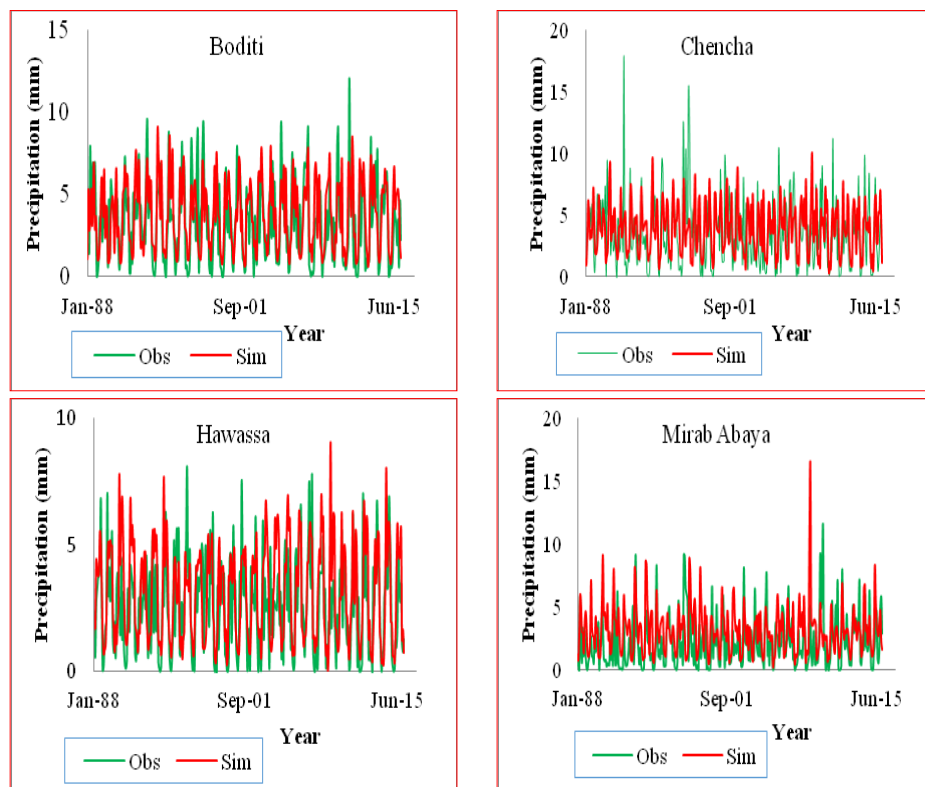 Boditi
Precipitation (mm)
15
10
5
0
Jan-88 Sep-01 Jun-15
Year
Obs Sim
Chencha
Precipitation (mm)
20
15
10
5
0
Jan-88 Sep-01 Jun-15
Year
Obs Sim
Hawassa
Precipitation (mm)
10
5
0
Jan-88 Sep-01 Jun-15
Year
Obs Sim
Mirab Abaya
Precipitation (mm)
20
15
10
5
0
Jan-88 Sep-01 Jun-15
Year
Obs Sim